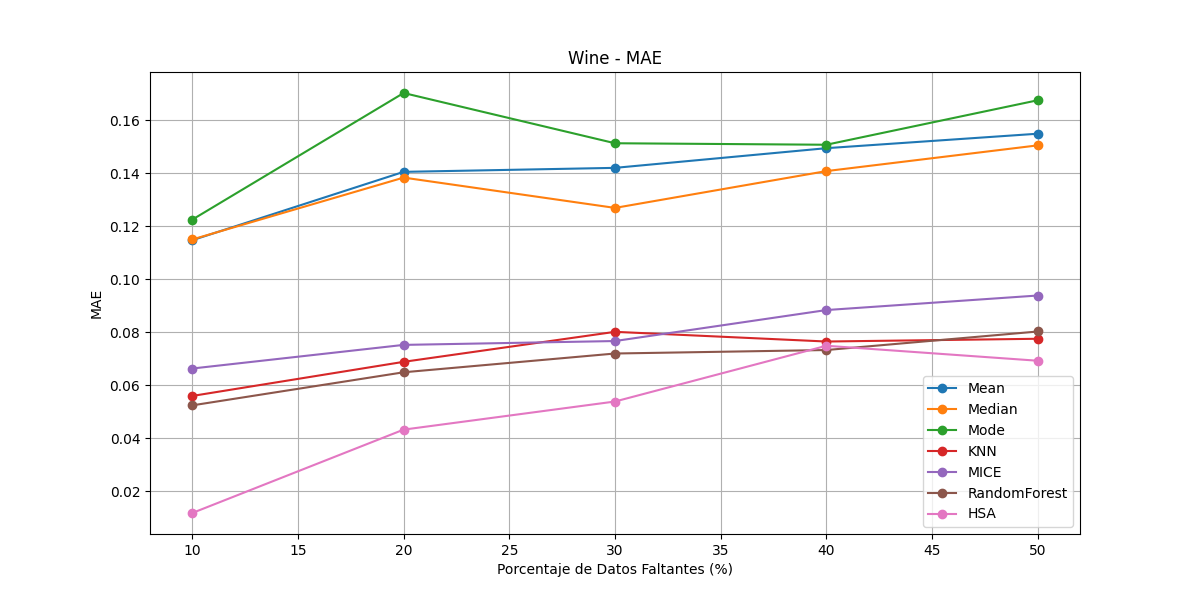 Wine - MAE
MAE
0.16
0.14
0.12
0.10
0.08
0.06
0.04
0.02
10 15 20 25 30 35 40 45 50
Porcentaje de Datos Faltantes (%)
Mean
Median
Mode
KNN
MICE
RandomForest
HSA